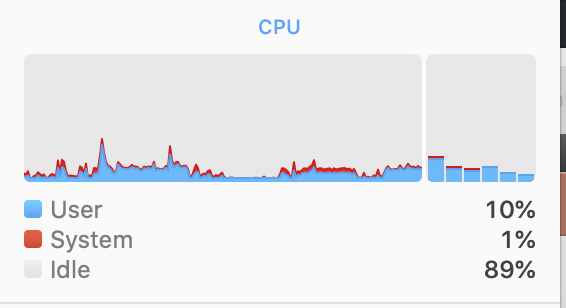 CPU
User 10%
System 1%
Idle 89%